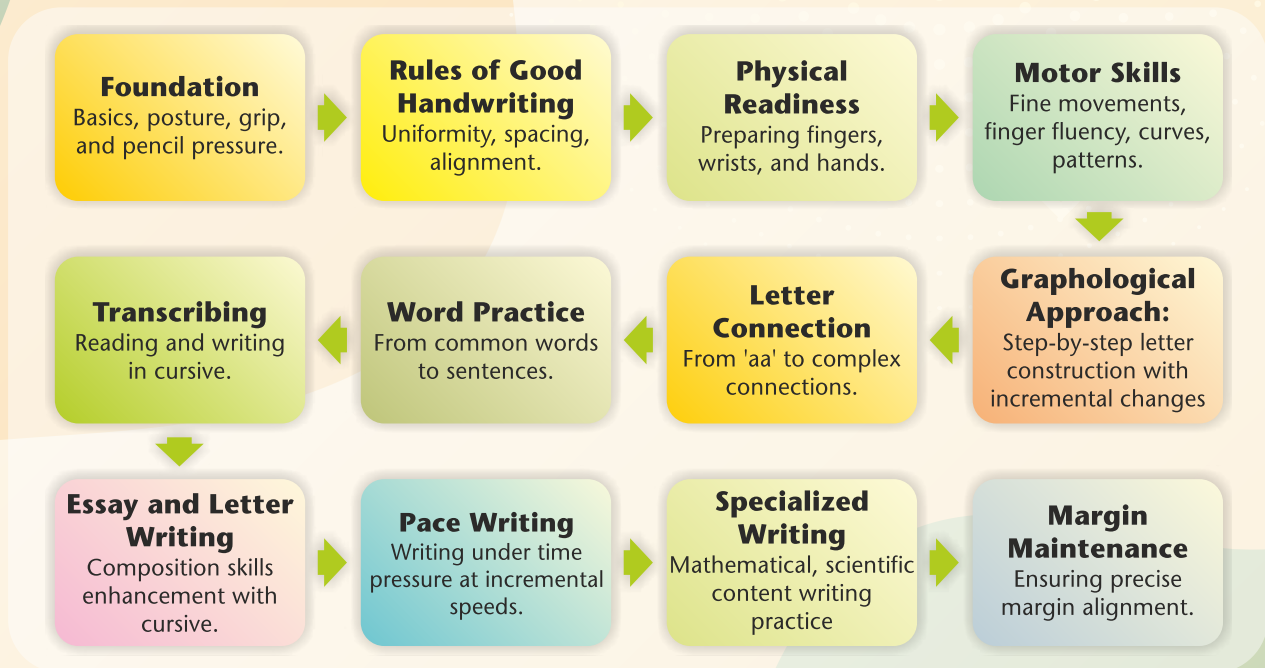 Foundation
Basics, posture, grip,
and pencil pressure.
Rules of Good
Handwriting
Uniformity, spacing,
alignment.
Physical
Readiness
Preparing fingers,
wrists, and hands.
Motor Skills
Fine movements,
finger fluency, curves,
patterns.
Graphological
Approach:
Step-by-step letter
construction with
incremental changes
Letter
Connection
From 'aa' to complex
connections.
Word Practice
From common words
to sentences.
Transcribing
Reading and writing
in cursive.
Essay and Letter
Writing
Composition skills
enhancement with
cursive.
Pace Writing
Writing under time
pressure at incremental
speeds.
Specialized
Writing
Mathematical, scientific
content writing
practice
Margin
Maintenance
Ensuring precise
margin alignment.